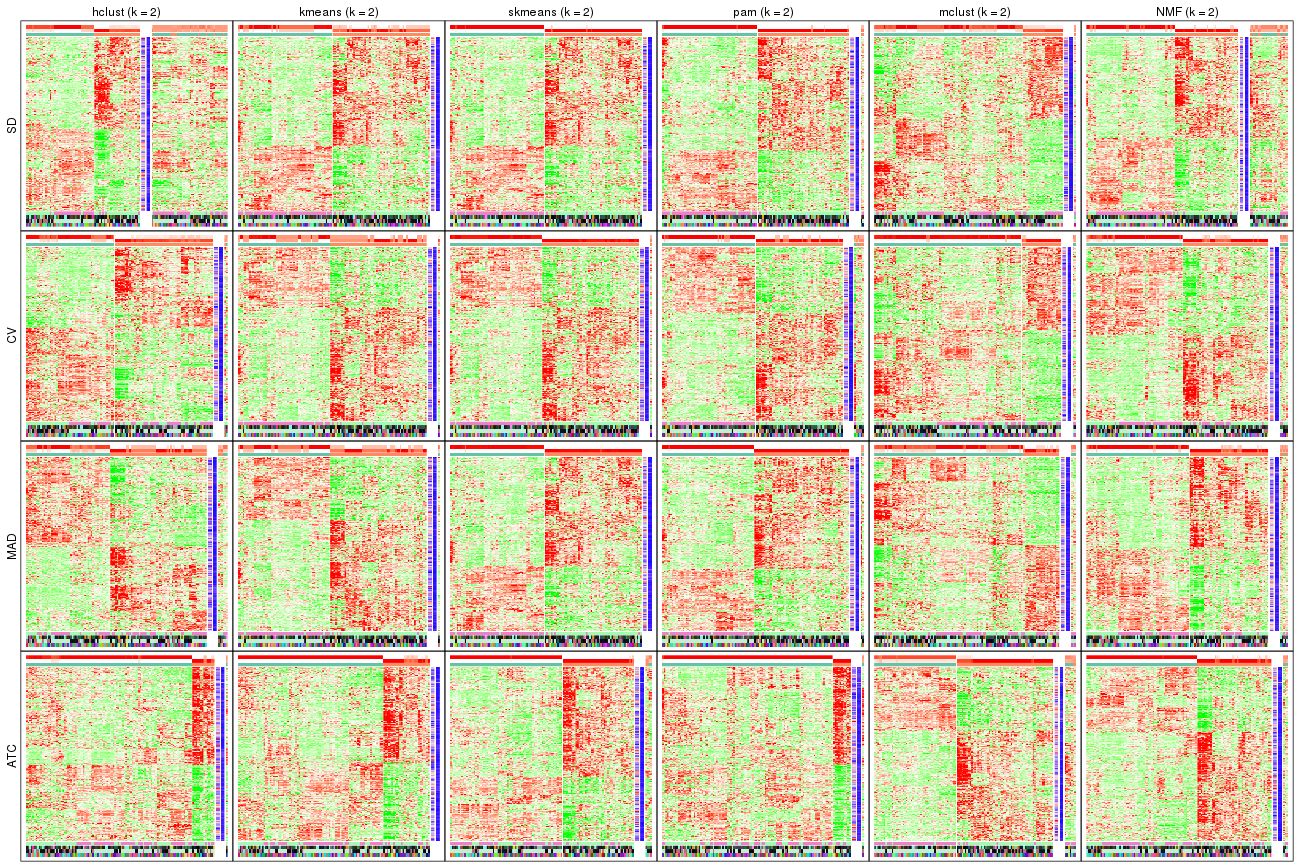 hclust (k = 2) kmeans (k = 2) skmeans (k = 2) pam (k = 2) mclust (k = 2) NMF (k = 2)
SD
CV
MAD
ATC